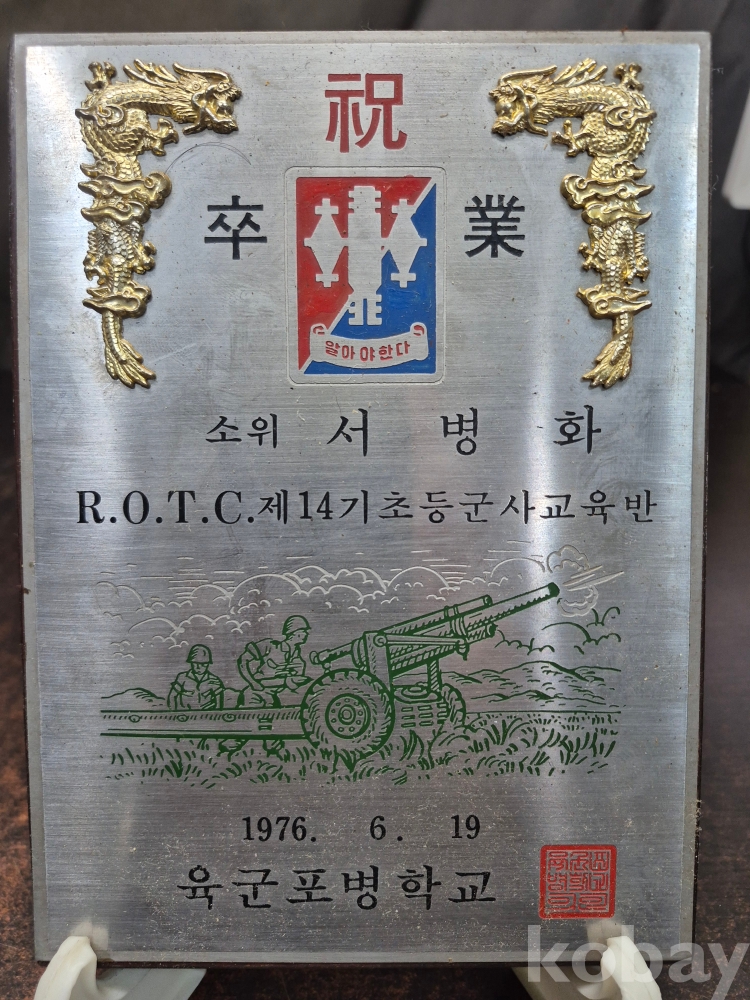 祝
卒 業
알아야한다
소위 서 병 화
R.O.T.C.제14기초등군사교육반
1976. 6. 19
육군포병학교
kobay